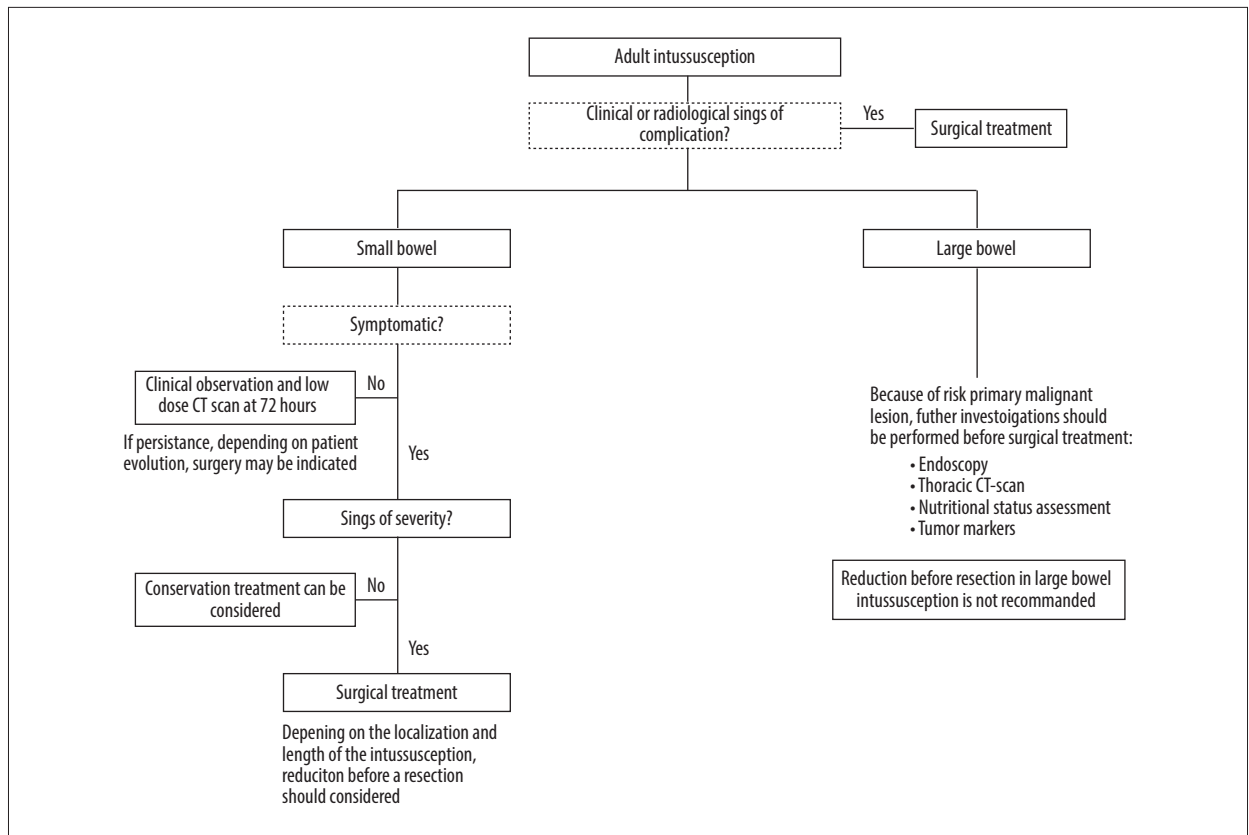 Adult intussusception
Clinical or radiological sings of
complication?
Yes
Surgical treatment
Small bowel
Large bowel
Symptomatic?
Clinical observation and low
dose CT scan at 72 hours
No
If persistance, depending on patient
evolution, surgery may be indicated
Yes
Because of risk primary malignant
lesion, futher investoigations should
be performed before surgical treatment:
• Endoscopy
• Thoracic CT-scan
• Nutritional status assessment
• Tumor markers
Sings of severity?
Conservation treatment can be
considered
No
Reduction before resection in large bowel
intussusception is not recommanded
Yes
Surgical treatment
Depening on the localization and
length of the intussusception,
reduciton before a resection
should considered